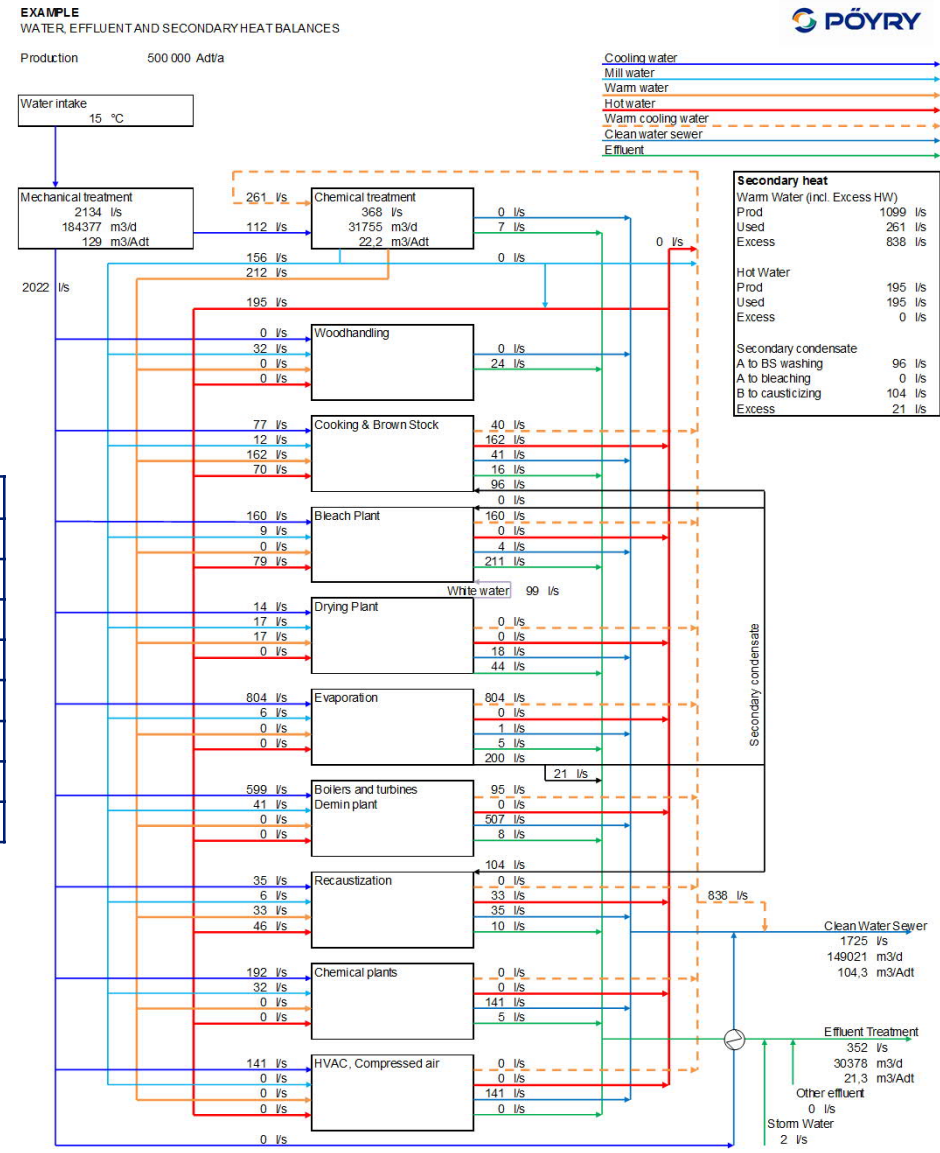 EXAMPLE
WATER, EFFLUENT AND SECONDARY HEAT BALANCES
PÖYRY
Production 500 000 Adt/a
Cooling water
Mill water
Warm water
Hot water
Warm cooling water
Clean water sewer
Effluent
Water intake
15 °C
Mechanical treatment
2134 l/s
184377 m3/d
129 m3/Adt
261 l/s
112 l/s
Chemical treatment
368 l/s
31755 m3/d
22,2 m3/Adt
0 l/s
7 l/s
0 l/s
156 l/s
0 l/s
212 l/s
2022 l/s
195 l/s
Secondary heat
Warm Water (incl. Excess HW)
Prod 1099 l/s
Used 261 l/s
Excess 838 l/s
Hot Water
Prod 195 l/s
Used 195 l/s
Excess 0 l/s
Secondary condensate
A to BS washing 96 l/s
A to bleaching 0 l/s
B to causticizing 104 l/s
Excess 21 l/s
0 l/s
32 l/s
0 l/s
0 l/s
Woodhandling
0 l/s
24 l/s
77 l/s
12 l/s
162 l/s
70 l/s
Cooking & Brown Stock
40 l/s
162 l/s
41 l/s
16 l/s
96 l/s
0 l/s
160 l/s
9 l/s
0 l/s
79 l/s
Bleach Plant
160 l/s
0 l/s
4 l/s
211 l/s
White water 99 l/s
14 l/s
17 l/s
17 l/s
0 l/s
Drying Plant
0 l/s
0 l/s
18 l/s
44 l/s
Secondary condensate
804 l/s
6 l/s
0 l/s
0 l/s
Evaporation
804 l/s
0 l/s
1 l/s
5 l/s
200 l/s
21 l/s
599 l/s
41 l/s
0 l/s
0 l/s
Boilers and turbines
Demin plant
95 l/s
0 l/s
507 l/s
8 l/s
104 l/s
35 l/s
6 l/s
33 l/s
46 l/s
Recaustization
0 l/s
33 l/s
35 l/s
10 l/s
838 l/s
Clean Water Sewer
1725 l/s
149021 m3/d
104,3 m3/Adt
192 l/s
32 l/s
0 l/s
0 l/s
Chemical plants
0 l/s
0 l/s
141 l/s
5 l/s
Effluent Treatment
352 l/s
30378 m3/d
21,3 m3/Adt
141 l/s
0 l/s
0 l/s
0 l/s
HVAC, Compressed air
0 l/s
0 l/s
141 l/s
0 l/s
Other effluent
0 l/s
Storm Water
2 l/s
0 l/s